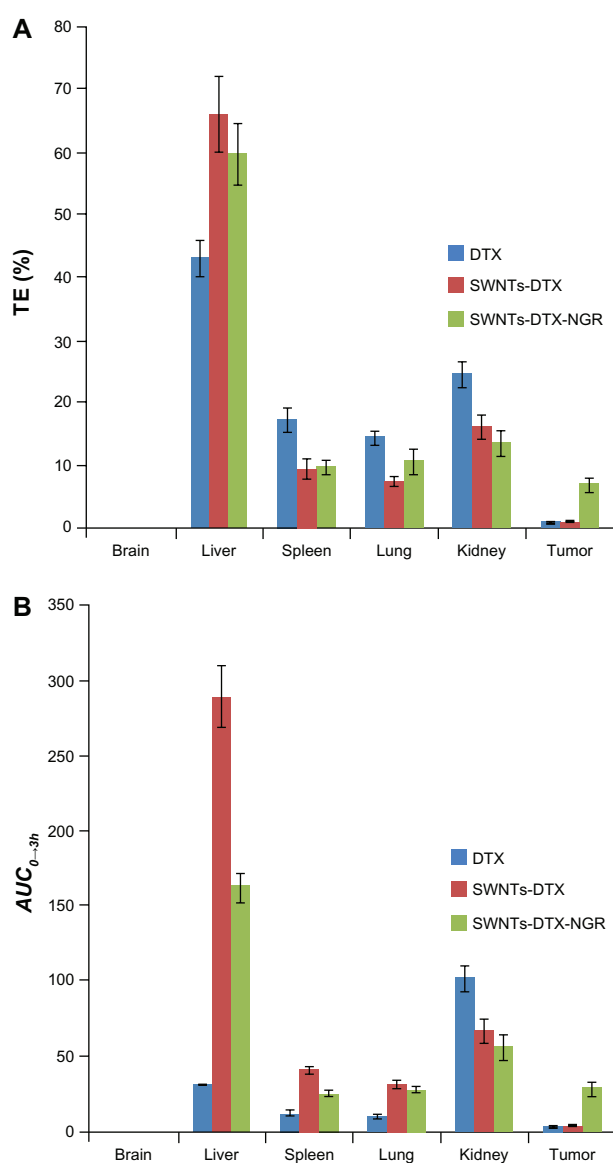 A
TE (%)
80
70
60
50
40
30
20
10
0
DTX
SWNTs-DTX
SWNTs-DTX-NGR
Brain Liver Spleen Lung Kidney Tumor
B
AUC0→3h
350
300
250
200
150
100
50
0
DTX
SWNTs-DTX
SWNTs-DTX-NGR
Brain Liver Spleen Lung Kidney Tumor